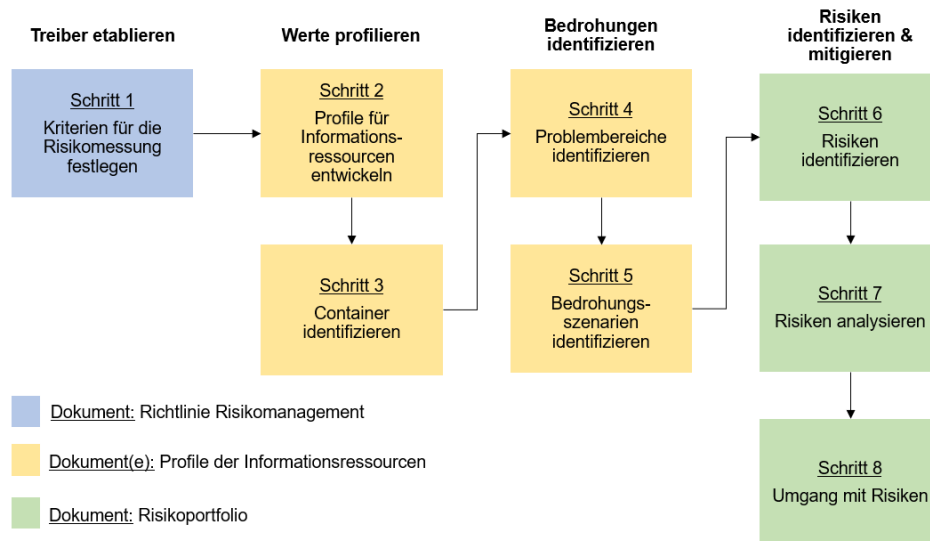 Treiber etablieren
Werte profilieren
Bedrohungen
identifizieren
Risiken
identifizieren &
mitigieren
Schritt 1
Kriterien für die
Risikomessung
festlegen
Schritt 2
Profile für
Informations-
ressourcen
entwickeln
Schritt 3
Container
identifizieren
Schritt 4
Problembereiche
identifizieren
Schritt 5
Bedrohungs-
szenarien
identifizieren
Schritt 6
Risiken
identifizieren
Schritt 7
Risiken analysieren
Schritt 8
Umgang mit Risiken
Dokument: Richtlinie Risikomanagement
Dokument(e): Profile der Informationsressourcen
Dokument: Risikoportfolio